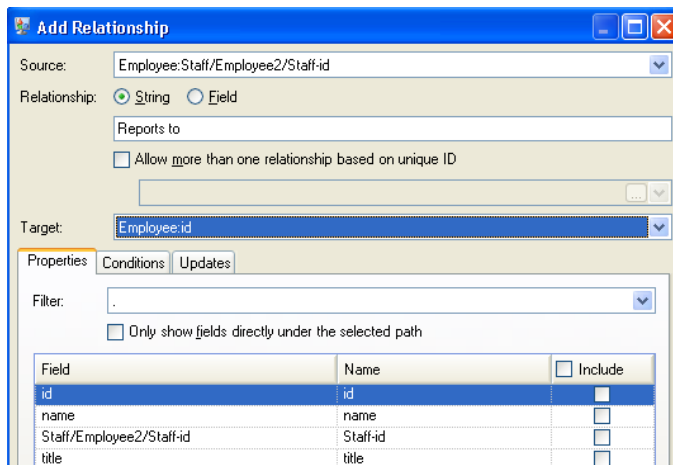 Add Relationship
Source: Employee:Staff/Employee2/Staff-id
Relationship: String Field
Reports to
Allow more than one relationship based on unique ID
...
Target: Employee:id
Properties Conditions Updates
Filter: .
Only show fields directly under the selected path
Field Name Include
id id
name name
Staff/Employee2/Staff-id Staff-id
title title